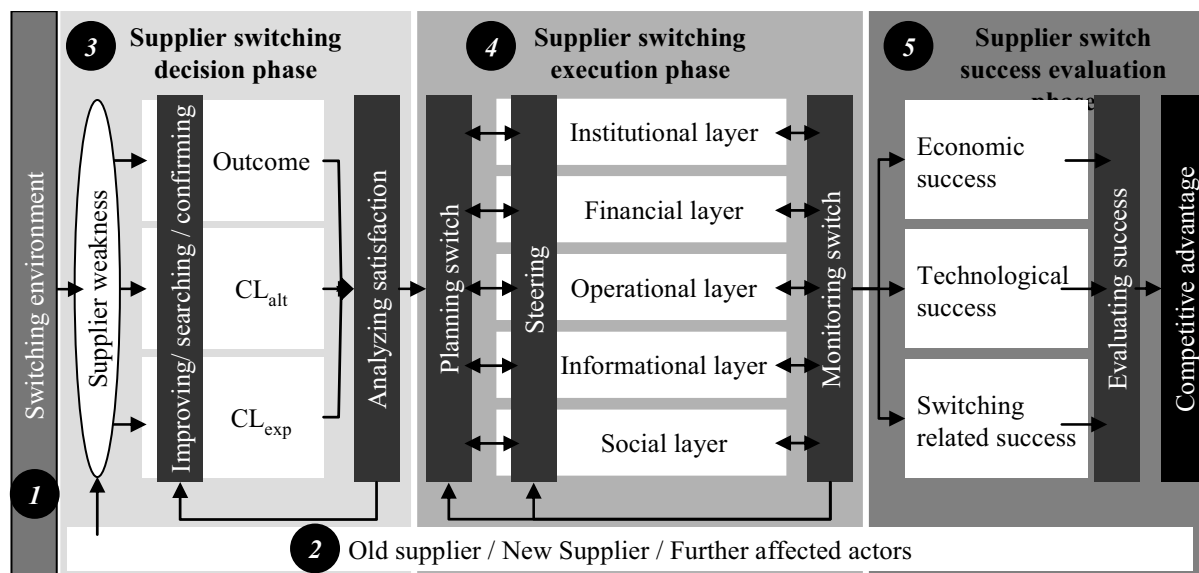 3
Supplier switching
decision phase
4
Supplier switching
execution phase
5
Supplier switch
success evaluation
phase
Switching environment
1
Supplier weakness
Improving/ searching / confirming
Outcome
CLalt
CLexp
Analyzing satisfaction
Planning switch
Steering
Institutional layer
Financial layer
Operational layer
Informational layer
Social layer
Monitoring switch
Economic
success
Technological
success
Switching
related success
Evaluating success
Competitive advantage
2 Old supplier / New Supplier / Further affected actors